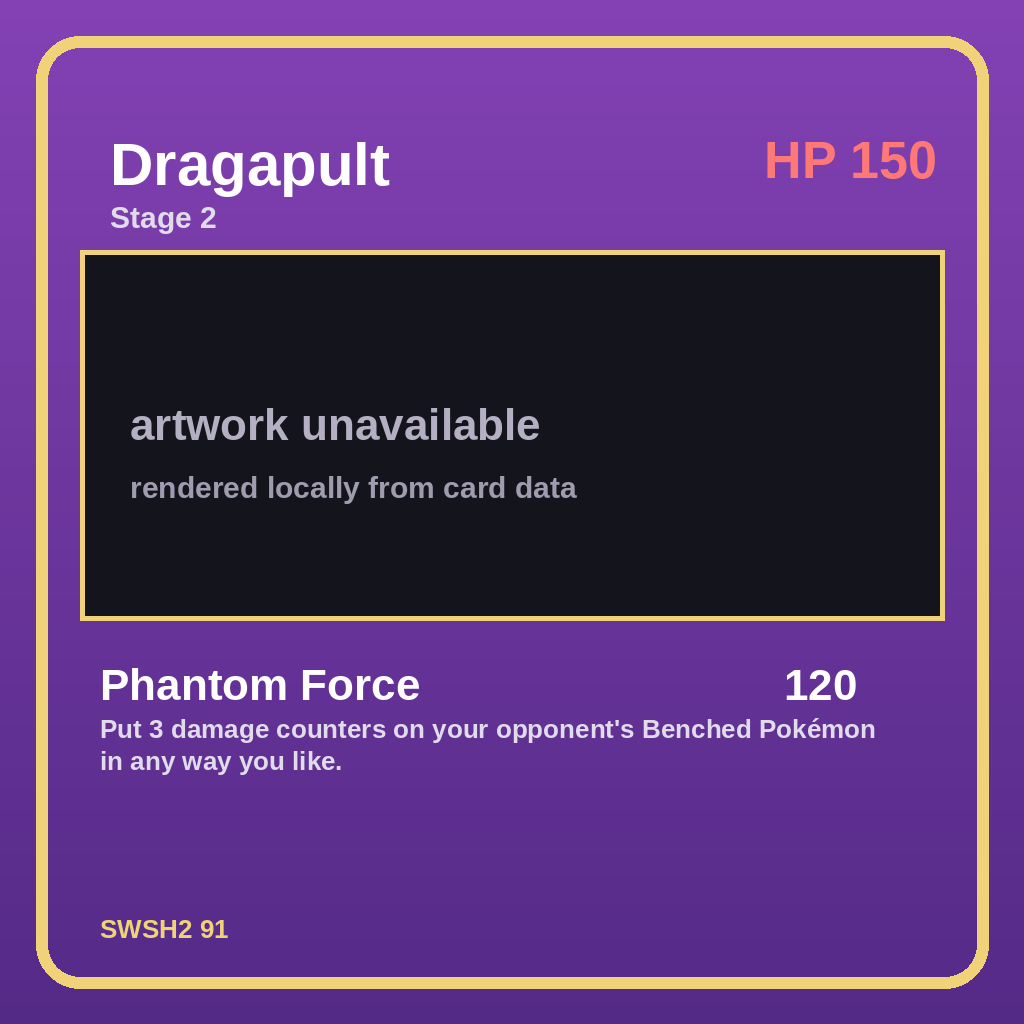 Dragapult
HP 150
Stage 2
artwork unavailable
rendered locally from card data
Phantom Force
120
Put 3 damage counters on your opponent's Benched Pokémon
in any way you like.
SWSH2 91